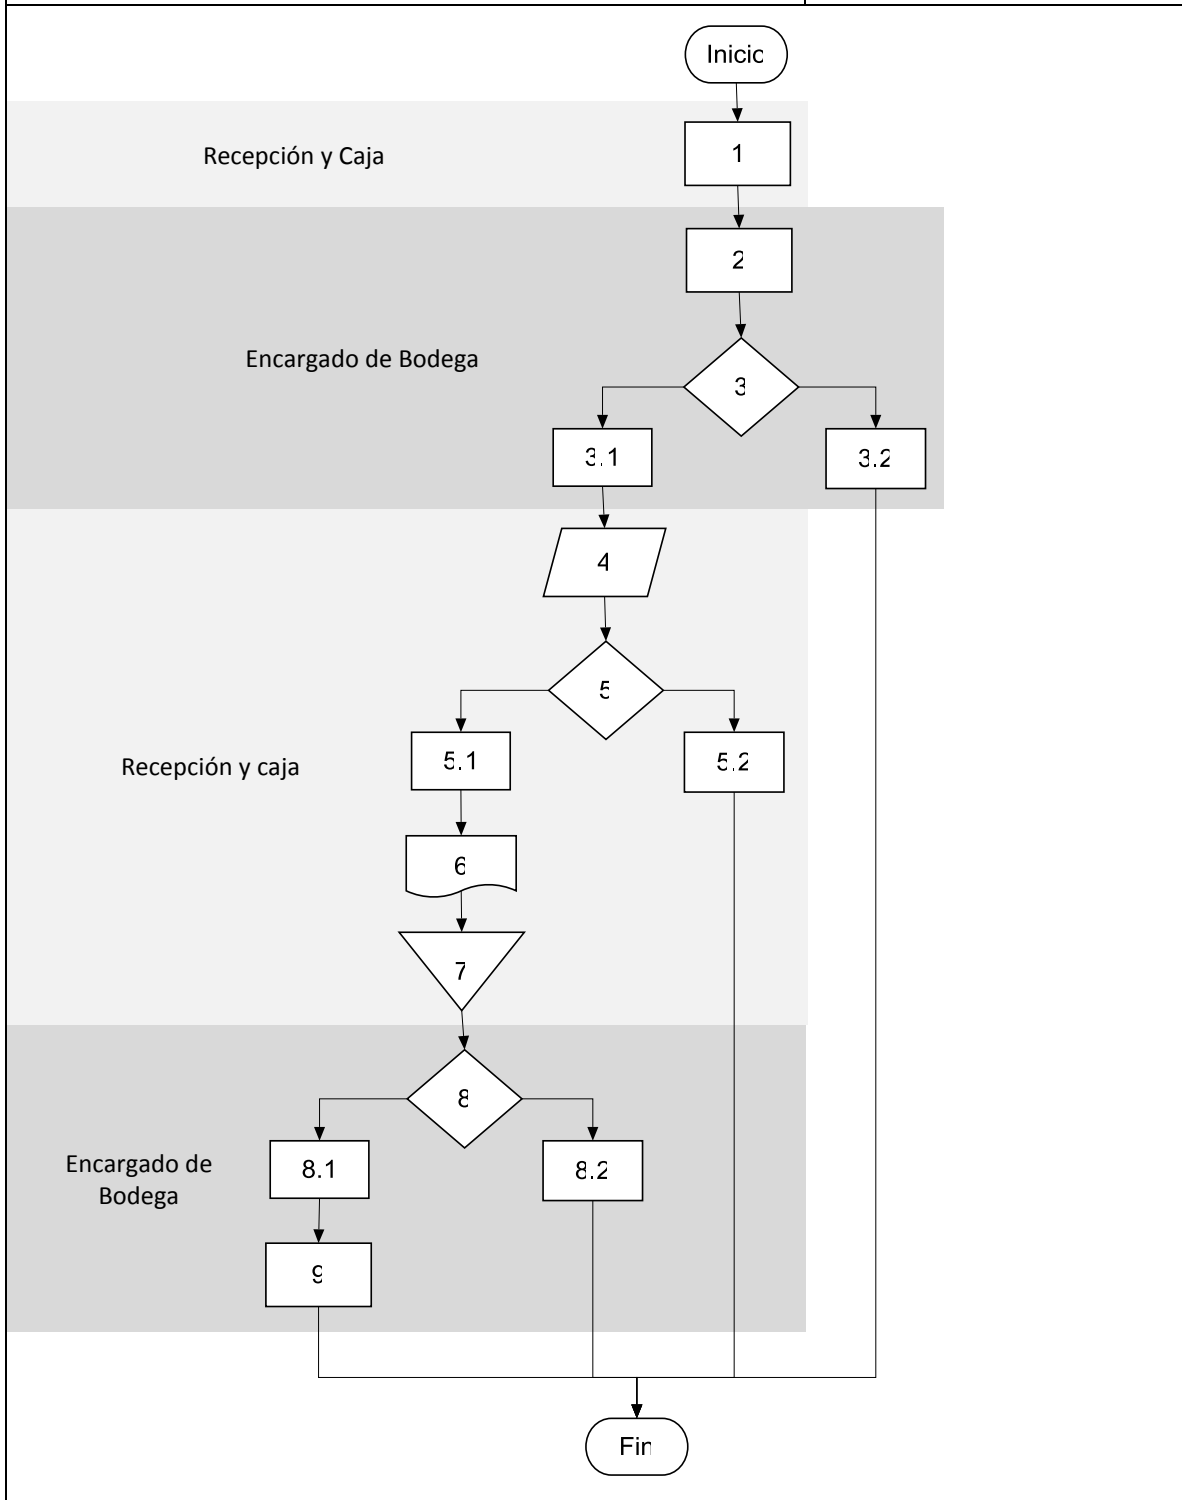 Inicio
Recepción y Caja
1
2
Encargado de Bodega
3
3.1
3.2
4
5
5.1
5.2
Recepción y caja
6
7
8
8.1
8.2
Encargado de
Bodega
9
Fin